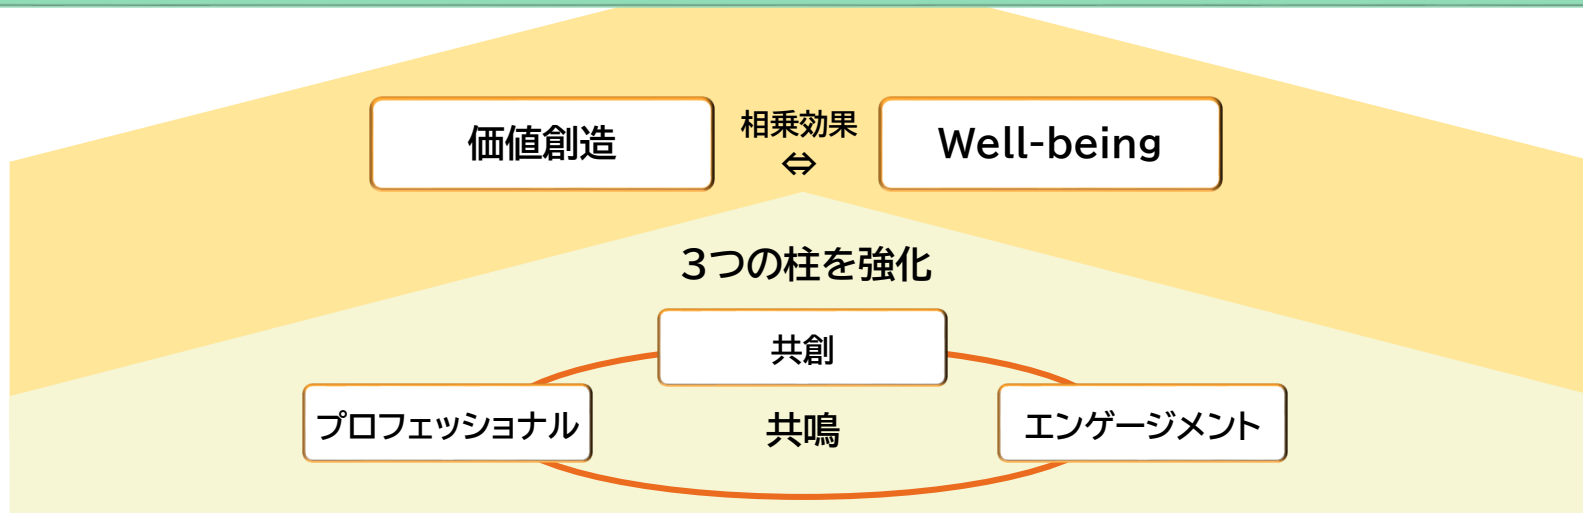 価値創造
相乗効果
⇔
Well-being
3つの柱を強化
共創
プロフェッショナル
共鳴
エンゲージメント